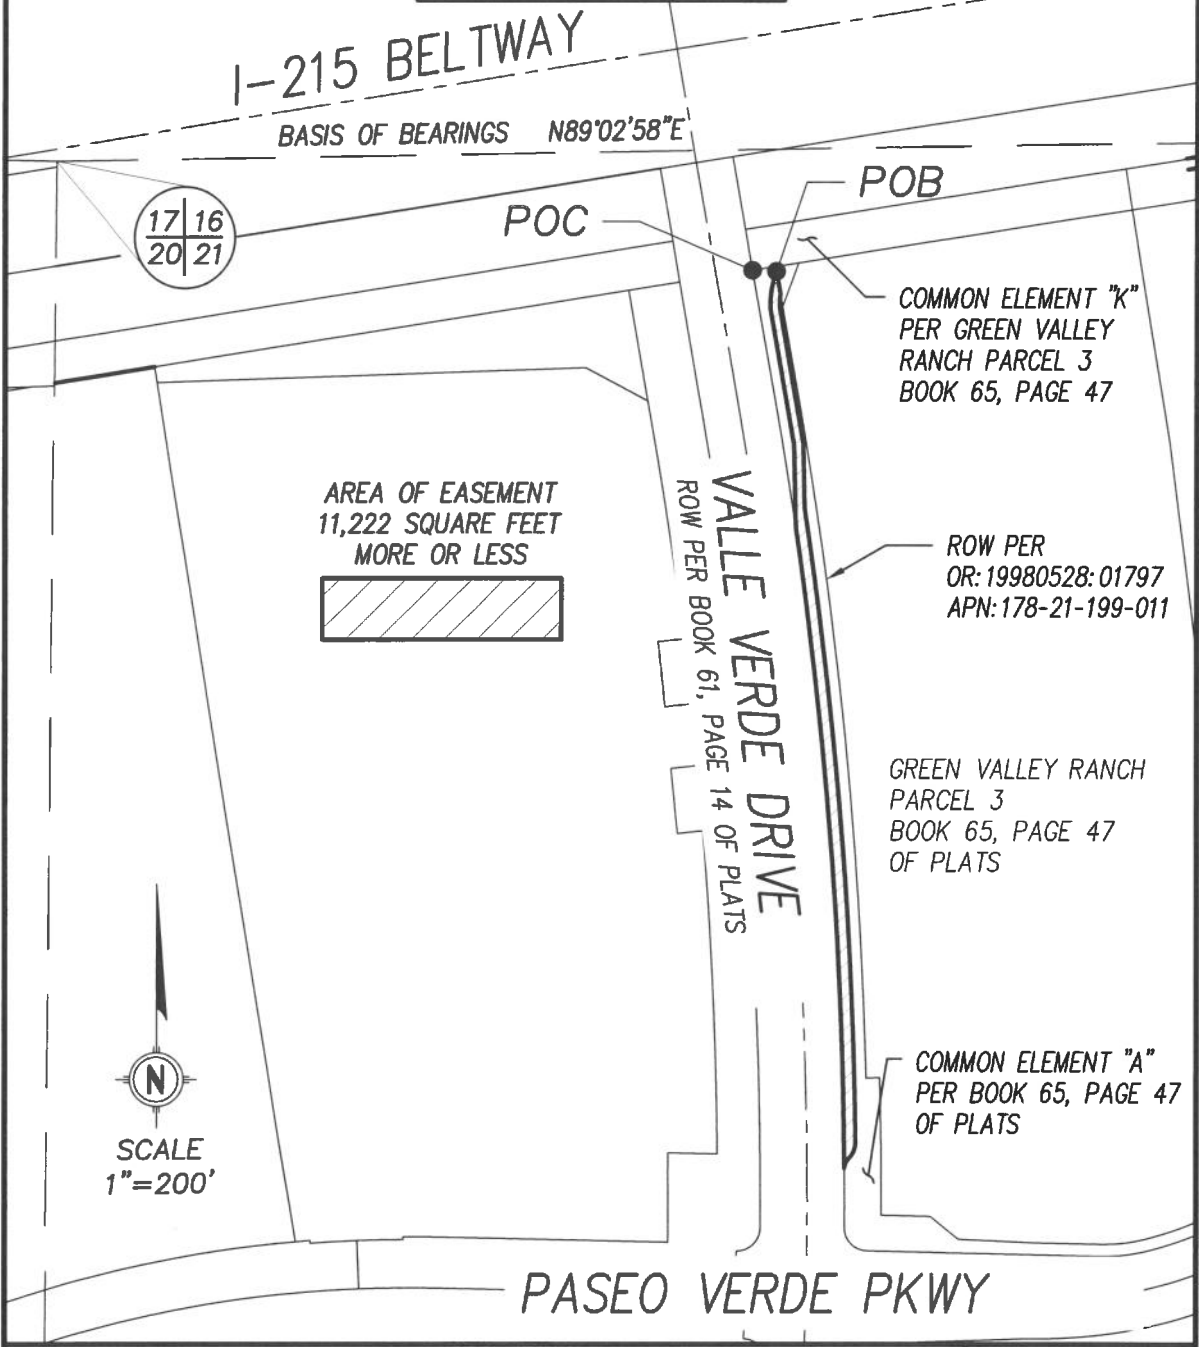 I-215 BELTWAY
BASIS OF BEARINGS N89°02'58"E
17 16
20 21
POC
POB
COMMON ELEMENT "K"
PER GREEN VALLEY
RANCH PARCEL 3
BOOK 65, PAGE 47
AREA OF EASEMENT
11,222 SQUARE FEET
MORE OR LESS
VALLE VERDE DRIVE
ROW PER BOOK 61, PAGE 14 OF PLATS
ROW PER
OR:19980528:01797
APN:178-21-199-011
GREEN VALLEY RANCH
PARCEL 3
BOOK 65, PAGE 47
OF PLATS
COMMON ELEMENT "A"
PER BOOK 65, PAGE 47
OF PLATS
N
SCALE
1"=200'
PASEO VERDE PKWY